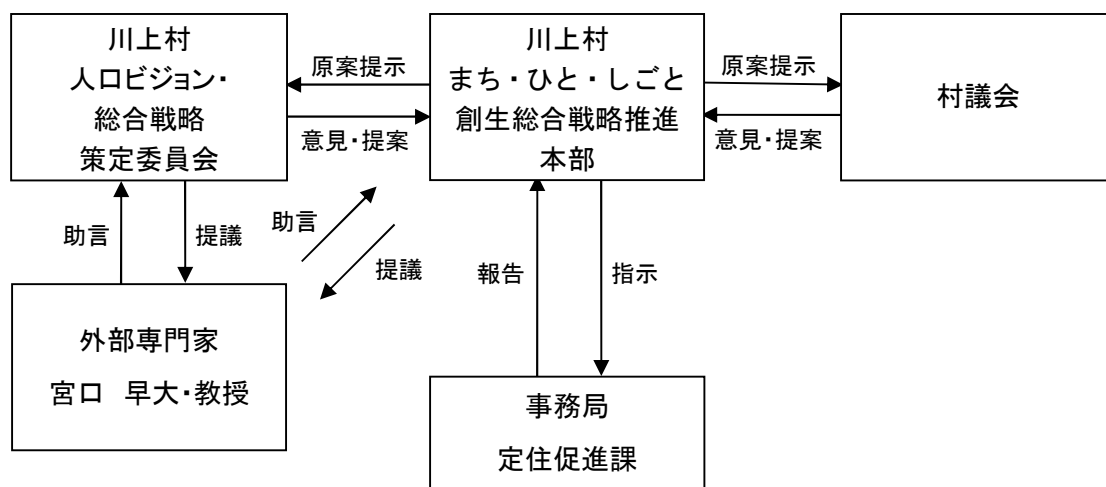 川上村
人口ビジョン・
総合戦略
策定委員会
原案提示
意見・提案
川上村
まち・ひと・しごと
創生総合戦略推進
本部
原案提示
意見・提案
村議会
助言
提議
助言
提議
報告
指示
外部専門家
宮口　早大・教授
事務局
定住促進課